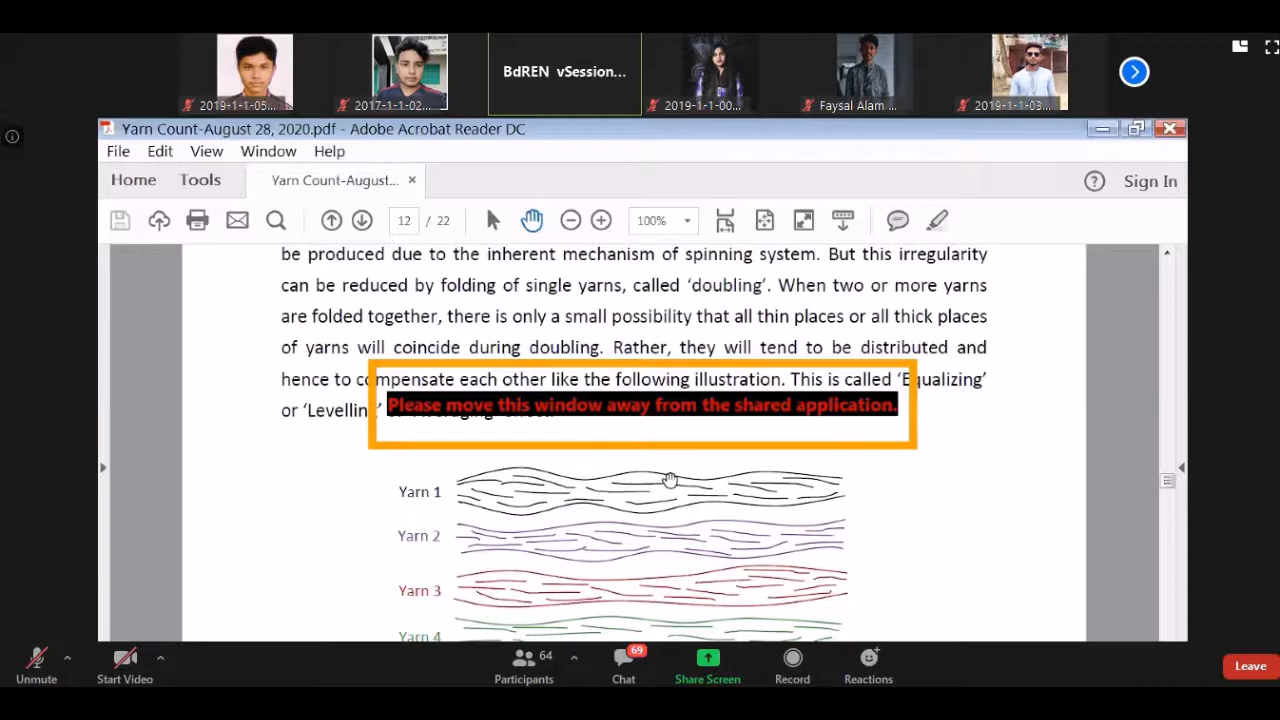 BdREN vSession...
2019-1-1-05...
2017-1-1-02...
2019-1-1-00...
Faysal Alam ...
2019-1-1-03...
Yarn Count-August 28, 2020.pdf - Adobe Acrobat Reader DC
File Edit View Window Help
Home Tools Yarn Count-August... × Sign In
12 / 22 100%
be produced due to the inherent mechanism of spinning system. But this irregularity
can be reduced by folding of single yarns, called ‘doubling’. When two or more yarns
are folded together, there is only a small possibility that all thin places or all thick places
of yarns will coincide during doubling. Rather, they will tend to be distributed and
hence to compensate each other like the following illustration. This is called ‘Equalizing’
or ‘Levelling’
Please move this window away from the shared application.
Yarn 1
Yarn 2
Yarn 3
Yarn 4
64
69
Unmute Start Video Participants Chat Share Screen Record Reactions Leave